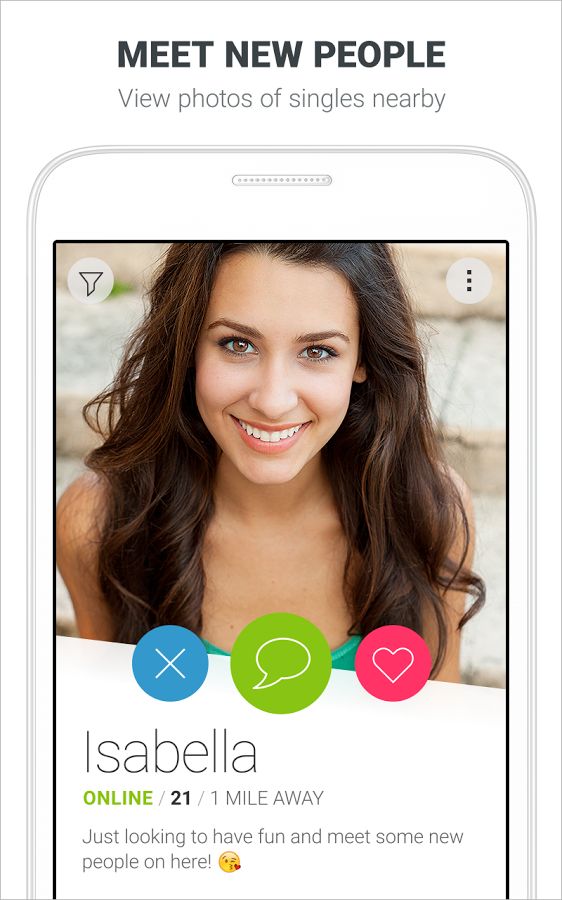 MEET NEW PEOPLE
View photos of singles nearby
Isabella
ONLINE / 21 / 1 MILE AWAY
Just looking to have fun and meet some new
people on here! 😘